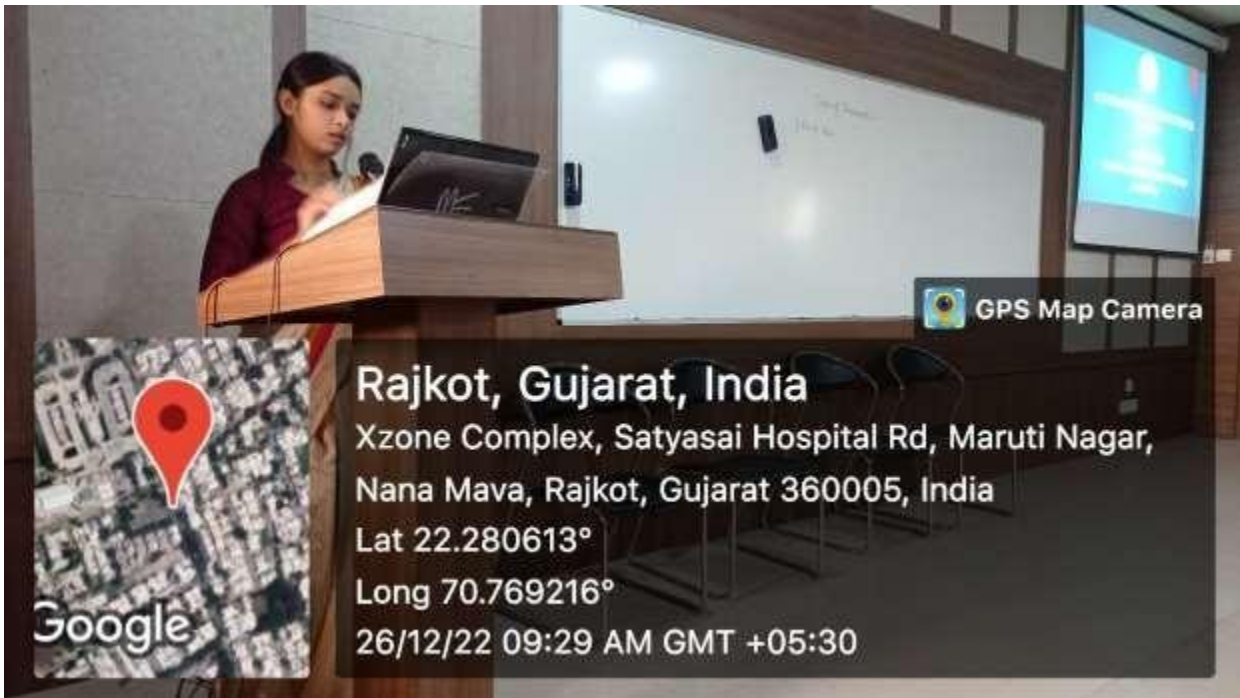 GPS Map Camera
Rajkot, Gujarat, India
Xzone Complex, Satyasai Hospital Rd, Maruti Nagar,
Nana Mava, Rajkot, Gujarat 360005, India
Lat 22.280613°
Long 70.769216°
26/12/22 09:29 AM GMT +05:30
Google